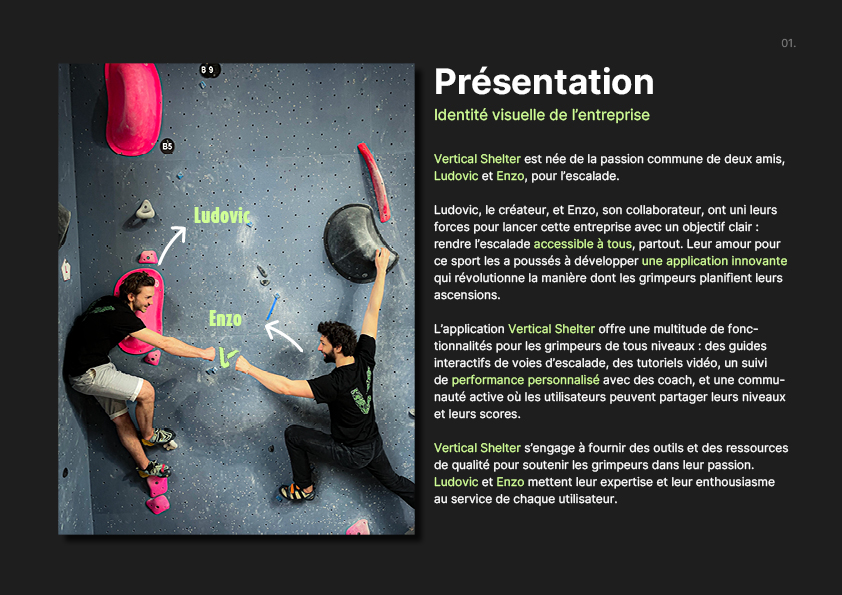 01.
B 9
B5
Ludovic
Enzo
Présentation
Identité visuelle de l’entreprise
Vertical Shelter est née de la passion commune de deux amis,
Ludovic et Enzo, pour l’escalade.
Ludovic, le créateur, et Enzo, son collaborateur, ont uni leurs
forces pour lancer cette entreprise avec un objectif clair :
rendre l’escalade accessible à tous, partout. Leur amour pour
ce sport les a poussés à développer une application innovante
qui révolutionne la manière dont les grimpeurs planifient leurs
ascensions.
L’application Vertical Shelter offre une multitude de fonc-
tionnalités pour les grimpeurs de tous niveaux : des guides
interactifs de voies d’escalade, des tutoriels vidéo, un suivi
de performance personnalisé avec des coach, et une commu-
nauté active où les utilisateurs peuvent partager leurs niveaux
et leurs scores.
Vertical Shelter s’engage à fournir des outils et des ressources
de qualité pour soutenir les grimpeurs dans leur passion.
Ludovic et Enzo mettent leur expertise et leur enthousiasme
au service de chaque utilisateur.